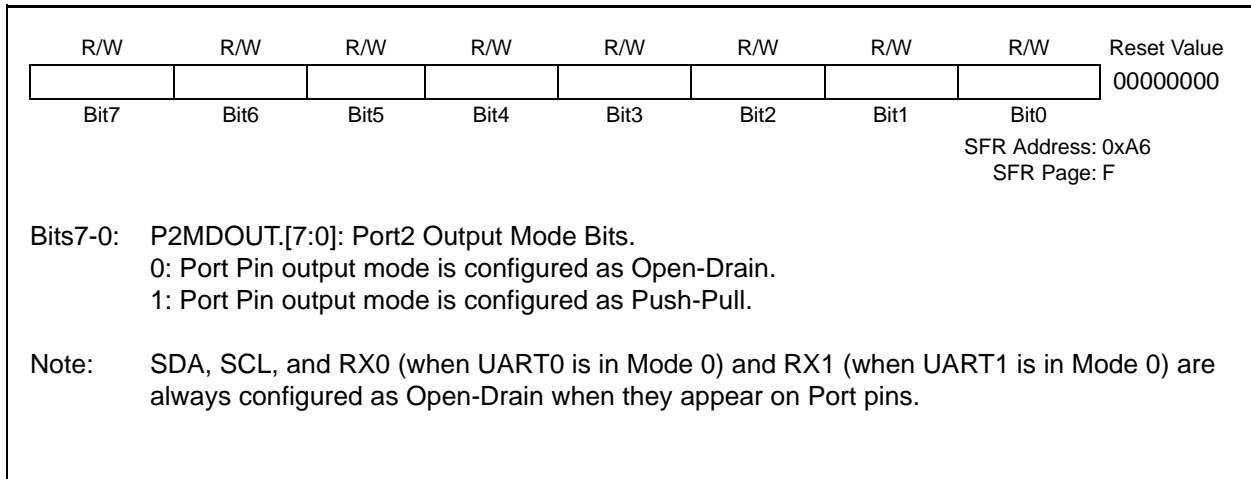 R/W R/W R/W R/W R/W R/W R/W R/W Reset Value
00000000
Bit7 Bit6 Bit5 Bit4 Bit3 Bit2 Bit1 Bit0
SFR Address: 0xA6
SFR Page: F
Bits7-0: P2MDOUT.[7:0]: Port2 Output Mode Bits.
0: Port Pin output mode is configured as Open-Drain.
1: Port Pin output mode is configured as Push-Pull.
Note: SDA, SCL, and RX0 (when UART0 is in Mode 0) and RX1 (when UART1 is in Mode 0) are
always configured as Open-Drain when they appear on Port pins.